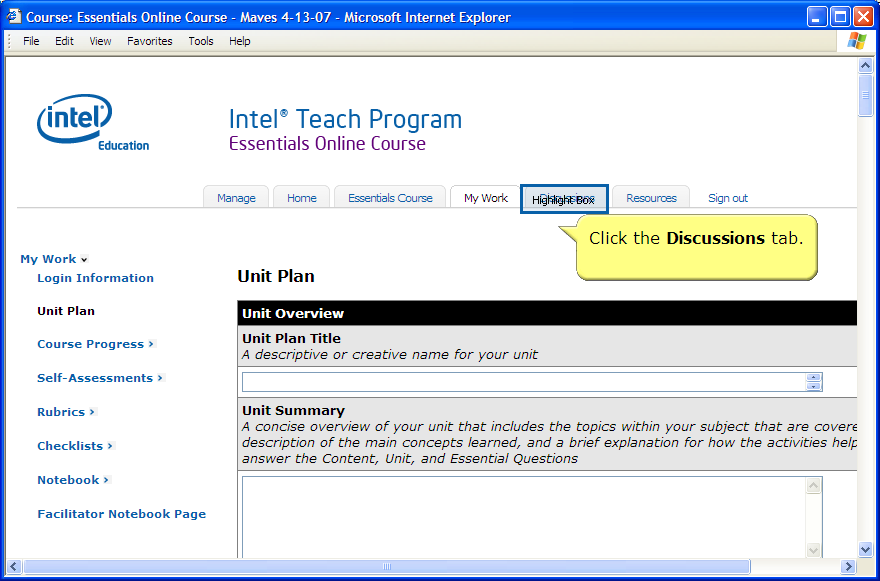 Course: Essentials Online Course - Maves 4-13-07 - Microsoft Internet Explorer
File Edit View Favorites Tools Help
intel
Education
Intel® Teach Program
Essentials Online Course
Manage Home Essentials Course My Work Highlight Box Resources Sign out
Click the Discussions tab.
My Work
Login Information
Unit Plan
Course Progress ›
Self-Assessments ›
Rubrics ›
Checklists ›
Notebook ›
Facilitator Notebook Page
Unit Plan
Unit Overview
Unit Plan Title
A descriptive or creative name for your unit
Unit Summary
A concise overview of your unit that includes the topics within your subject that are covere
description of the main concepts learned, and a brief explanation for how the activities help
answer the Content, Unit, and Essential Questions